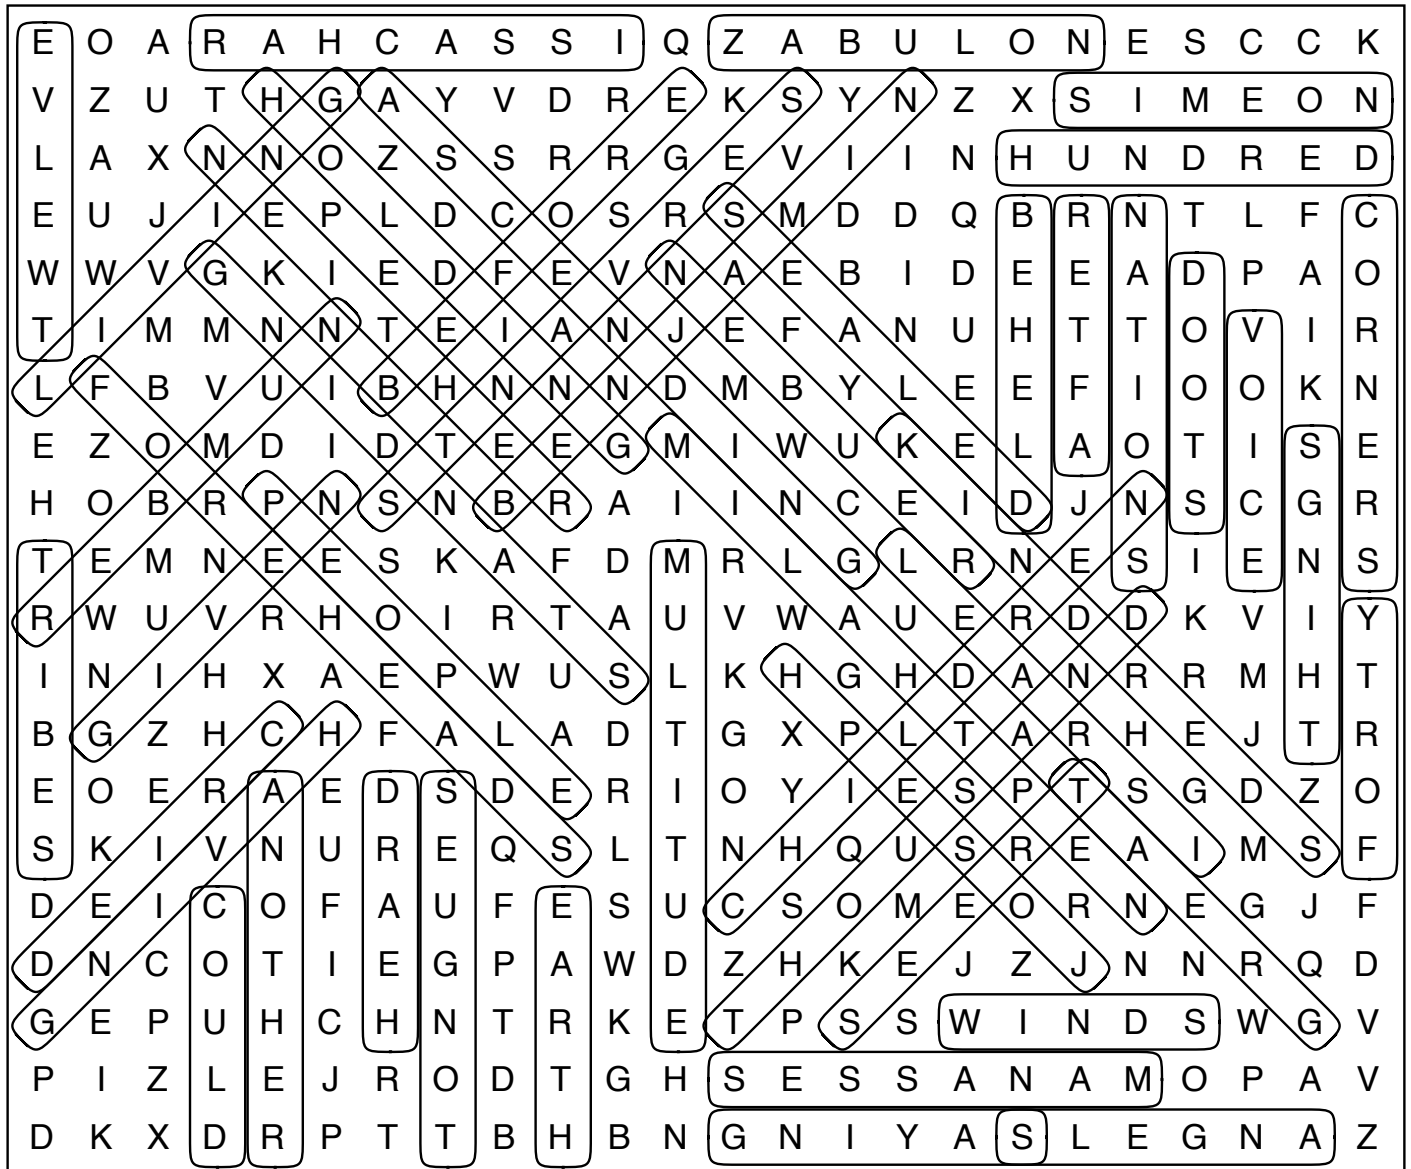 E O A R A H C A S S I Q Z A B U L O N E S C C K
V Z U T H G A Y V D R E K S Y N Z X S I M E O N
L A X N N O Z S S R R G E V I I N H U N D R E D
E U J I E P L D C O S R S M D D Q B R N T L F C
W W V G K I E D F E V N A E B I D E E A D P A O
T I M M N N T E I A N J E F A N U H T T O V I R
L F B V U I B H N N N D M B Y L E E F I O O K N
E Z O M D I D T E E G M I W U K E L A O T I S E
H O B R P N S N B R A I I N C E I D J N S C G R
T E M N E E S K A F D M R L G L R N E S I E N S
R W U V R H O I R T A U V W A U E R D D K V I Y
I N I H X A E P W U S L K H G H D A N R R M H T
B G Z H C H F A L A D T G X P L T A R H E J T R
E O E R A E D S D E R I O Y I E S P T S G D Z O
S K I V N U R E Q S L T N H Q U S R E A I M S F
D E I C O F A U F E S U C S O M E O R N E G J F
D N C O T I E G P A W D Z H K E J Z J N N R Q D
G E P U H C H N T R K E T P S S W I N D S W G V
P I Z L E J R O D T G H S E S S A N A M O P A V
D K X D R P T T B H B N G N I Y A S L E G N A Z